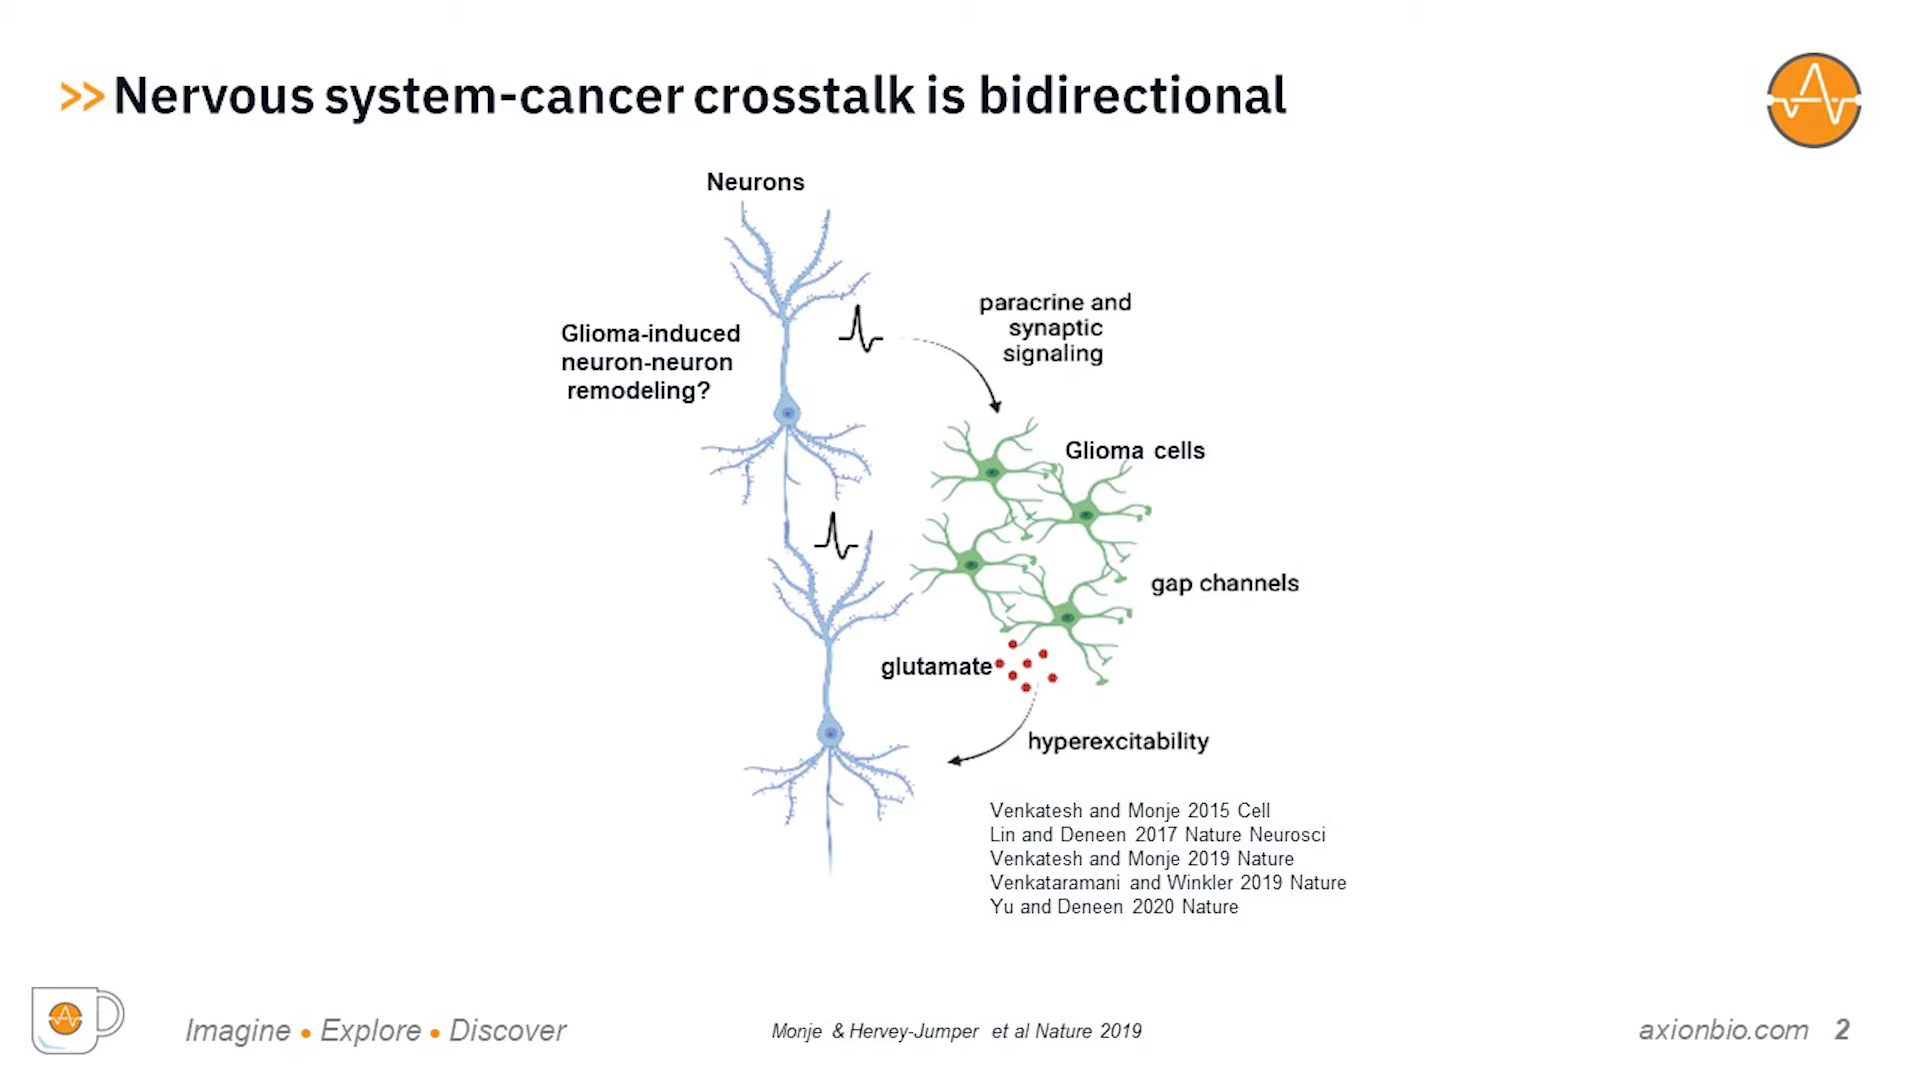 >> Nervous system-cancer crosstalk is bidirectional
Neurons
paracrine and
synaptic
signaling
Glioma-induced
neuron-neuron
remodeling?
Glioma cells
gap channels
glutamate
hyperexcitability
Venkatesh and Monje 2015 Cell
Lin and Deneen 2017 Nature Neurosci
Venkatesh and Monje 2019 Nature
Venkataramani and Winkler 2019 Nature
Yu and Deneen 2020 Nature
Imagine • Explore • Discover
Monje & Hervey-Jumper et al Nature 2019
axionbio.com 2